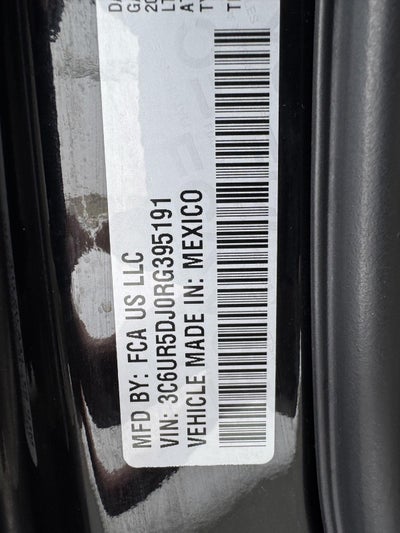 MFD BY: FCA US LLC
VIN: 3C6UR5DJ0RG395191
VEHICLE MADE IN: MEXICO